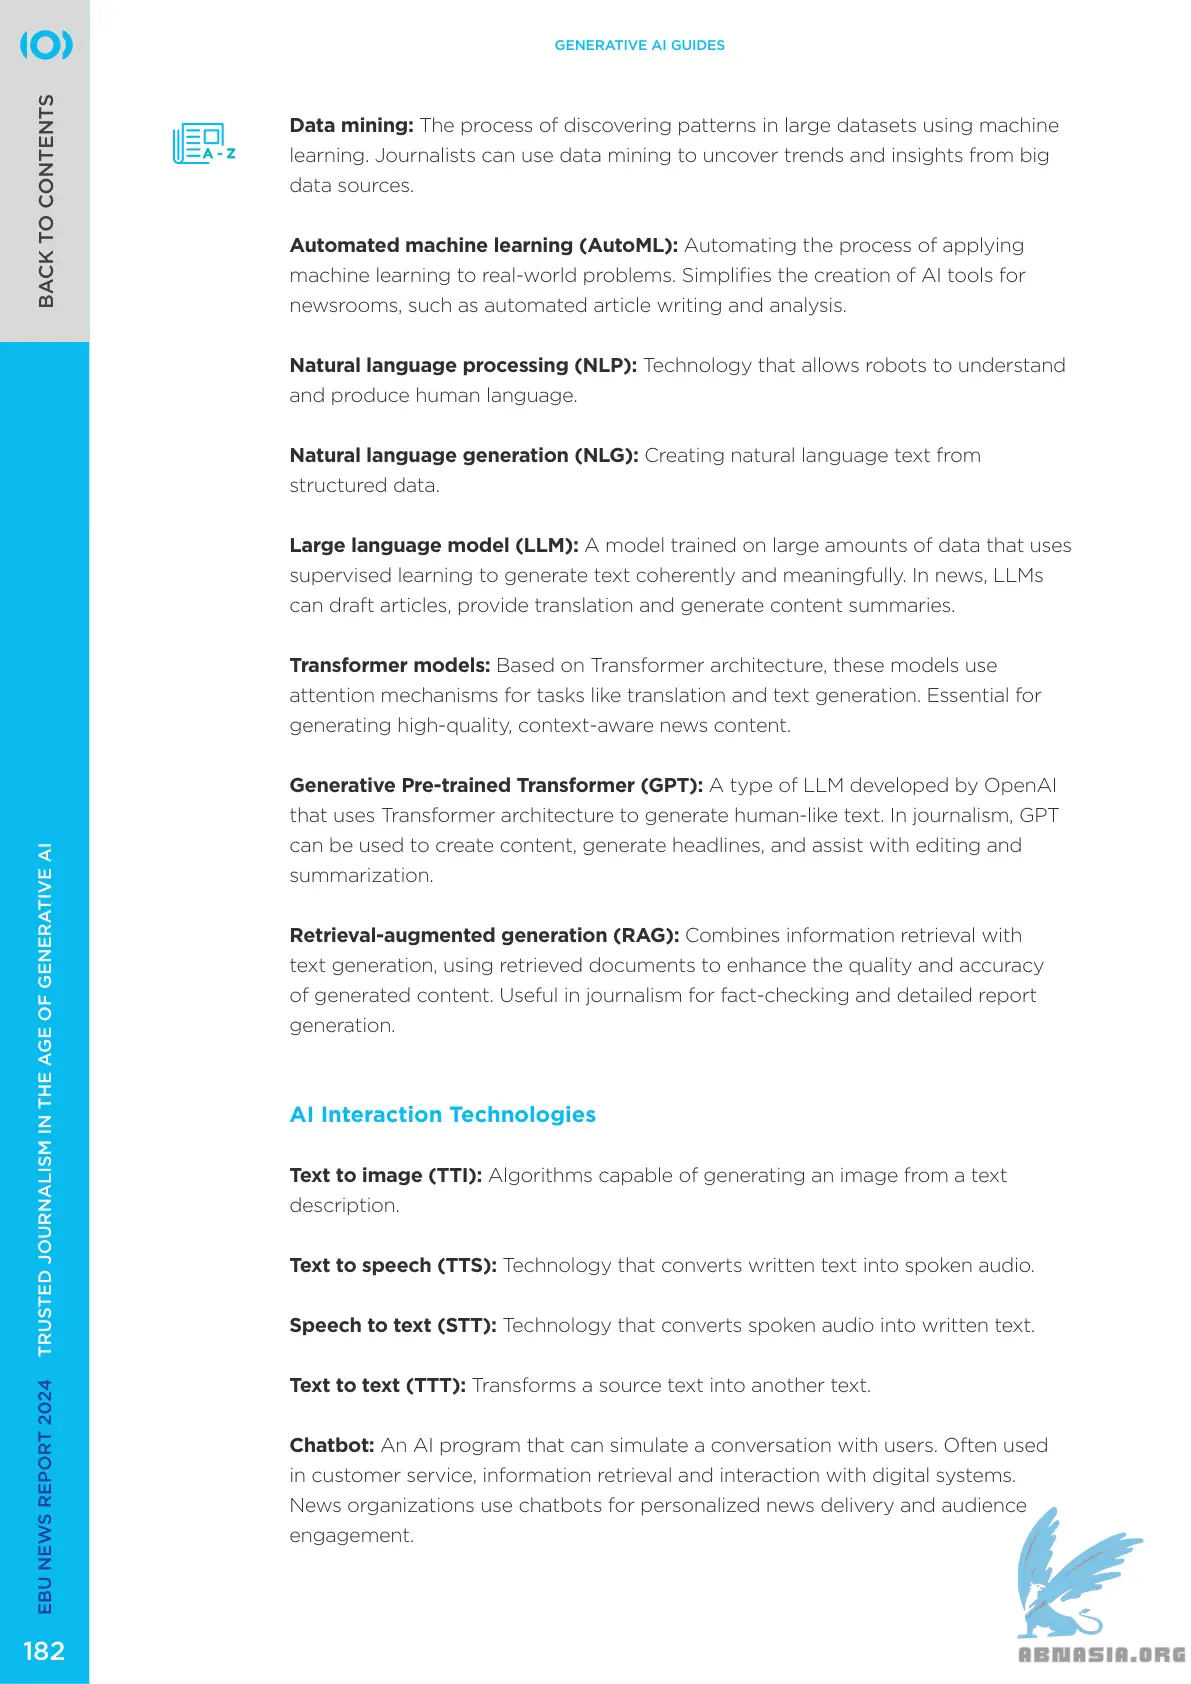 GENERATIVE AI GUIDES
BACK TO CONTENTS
A - Z
Data mining: The process of discovering patterns in large datasets using machine
learning. Journalists can use data mining to uncover trends and insights from big
data sources.
Automated machine learning (AutoML): Automating the process of applying
machine learning to real-world problems. Simplifies the creation of AI tools for
newsrooms, such as automated article writing and analysis.
Natural language processing (NLP): Technology that allows robots to understand
and produce human language.
Natural language generation (NLG): Creating natural language text from
structured data.
Large language model (LLM): A model trained on large amounts of data that uses
supervised learning to generate text coherently and meaningfully. In news, LLMs
can draft articles, provide translation and generate content summaries.
Transformer models: Based on Transformer architecture, these models use
attention mechanisms for tasks like translation and text generation. Essential for
generating high-quality, context-aware news content.
Generative Pre-trained Transformer (GPT): A type of LLM developed by OpenAI
that uses Transformer architecture to generate human-like text. In journalism, GPT
can be used to create content, generate headlines, and assist with editing and
summarization.
Retrieval-augmented generation (RAG): Combines information retrieval with
text generation, using retrieved documents to enhance the quality and accuracy
of generated content. Useful in journalism for fact-checking and detailed report
generation.
AI Interaction Technologies
Text to image (TTI): Algorithms capable of generating an image from a text
description.
Text to speech (TTS): Technology that converts written text into spoken audio.
Speech to text (STT): Technology that converts spoken audio into written text.
Text to text (TTT): Transforms a source text into another text.
Chatbot: An AI program that can simulate a conversation with users. Often used
in customer service, information retrieval and interaction with digital systems.
News organizations use chatbots for personalized news delivery and audience
engagement.
EBU NEWS REPORT 2024 TRUSTED JOURNALISM IN THE AGE OF GENERATIVE AI
182
ABNASIA.ORG